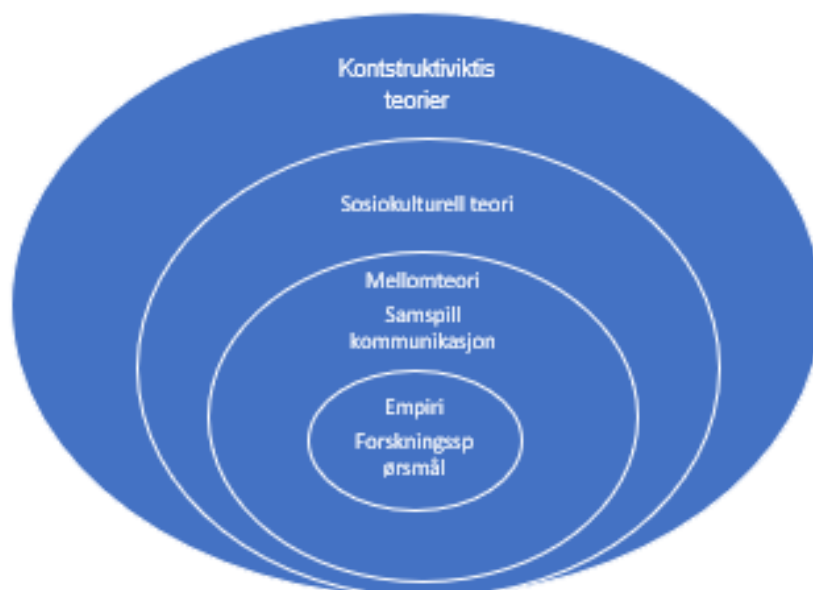 Kontstruktiviktis
teorier
Sosiokulturell teori
Mellomteori
Samspill
kommunikasjon
Empiri
Forskningssp
ørsmål